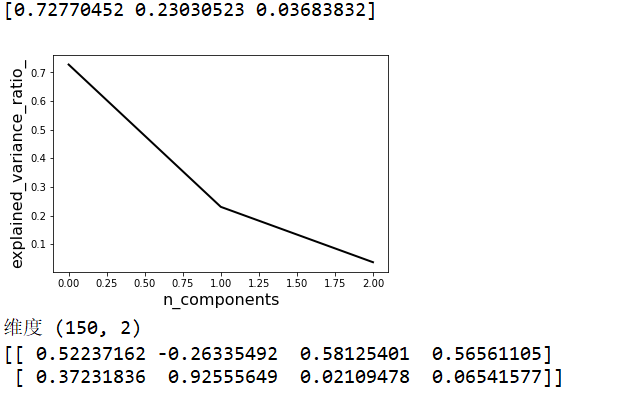 [0.72770452 0.23030523 0.03683832]
0.7
0.6
0.5
0.4
0.3
0.2
0.1
explained_variance_ratio_
0.00 0.25 0.50 0.75 1.00 1.25 1.50 1.75 2.00
n_components
维度 (150, 2)
[[ 0.52237162 -0.26335492  0.58125401  0.56561105]
 [ 0.37231836  0.92555649  0.02109478  0.06541577]]